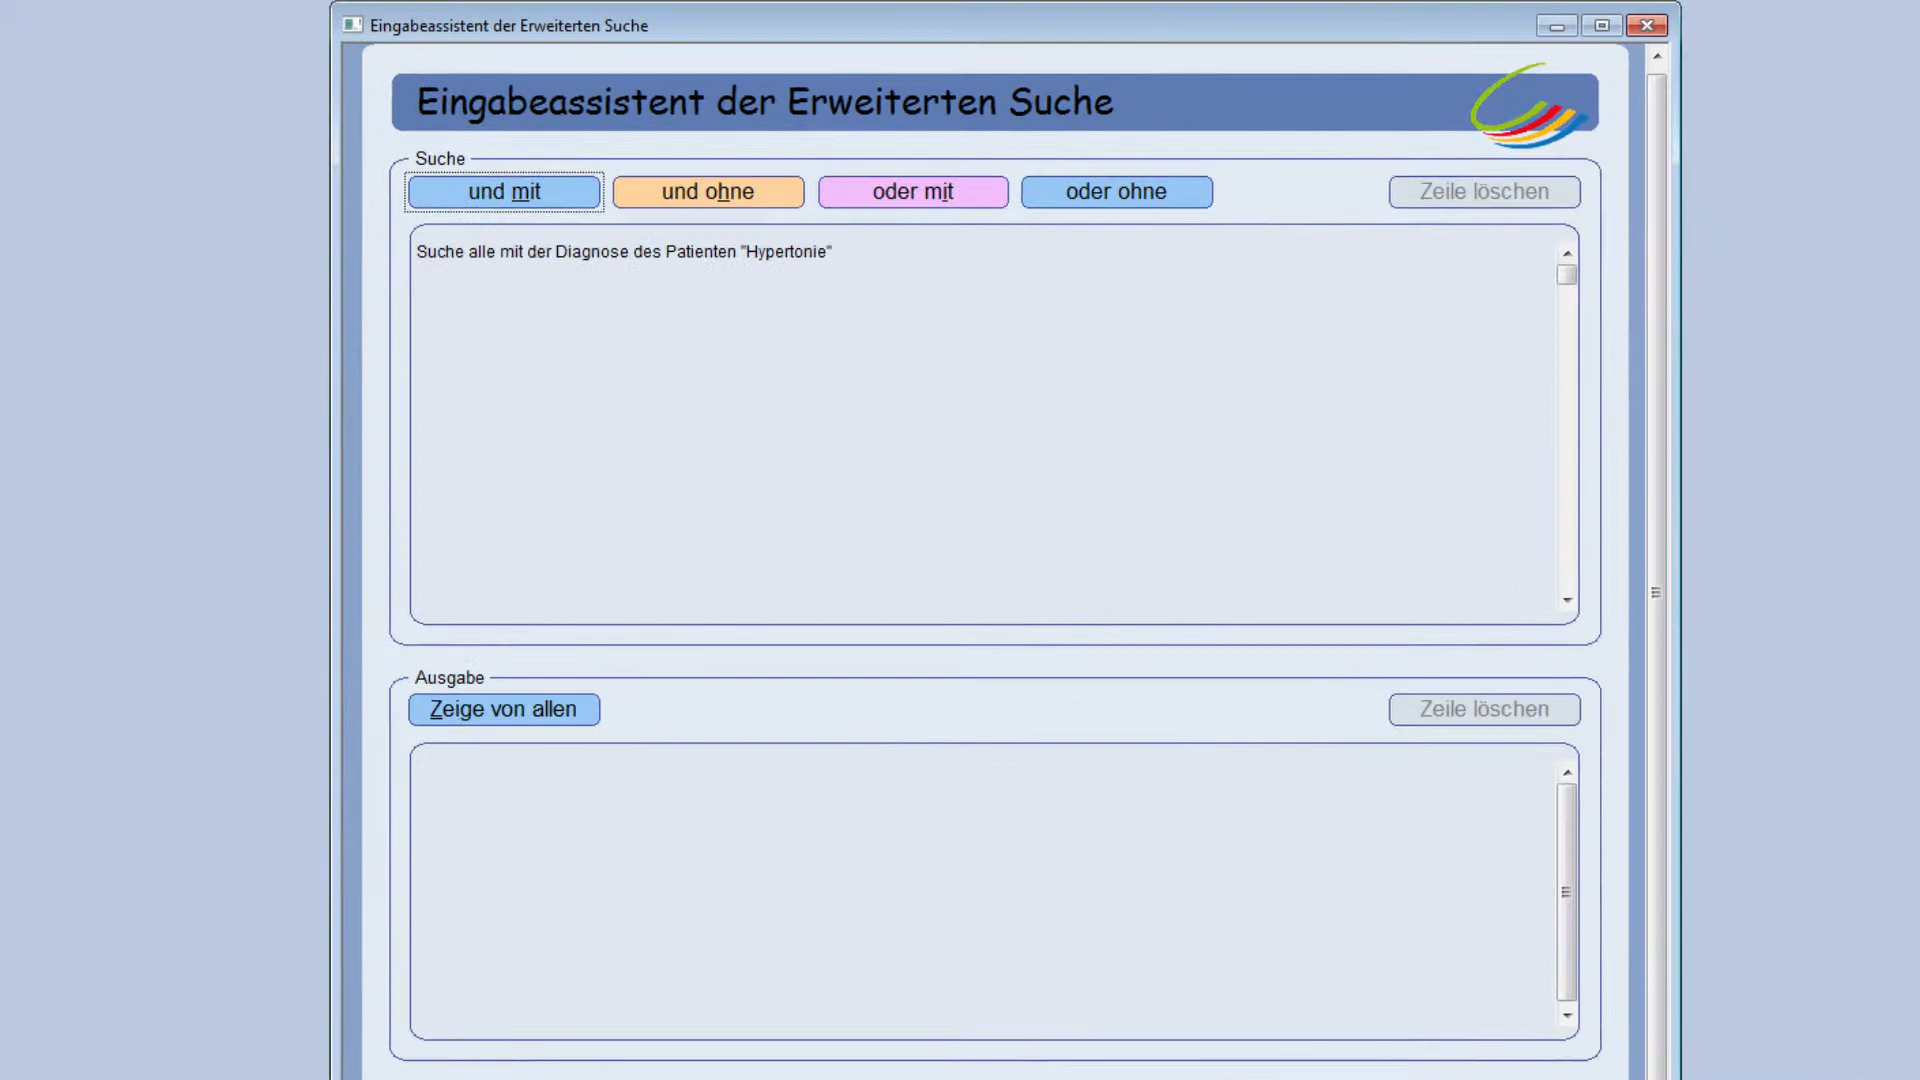 Eingabeassistent der Erweiterten Suche
Eingabeassistent der Erweiterten Suche
Suche
und mit
und ohne
oder mit
oder ohne
Zeile löschen
Suche alle mit der Diagnose des Patienten "Hypertonie"
Ausgabe
Zeige von allen
Zeile löschen